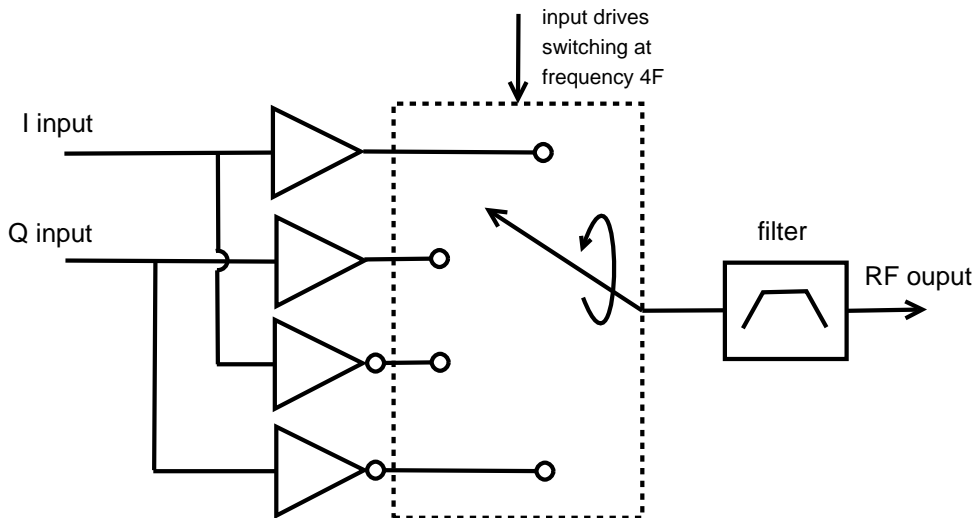 input drives
switching at
frequency 4F
I input
Q input
filter
RF ouput